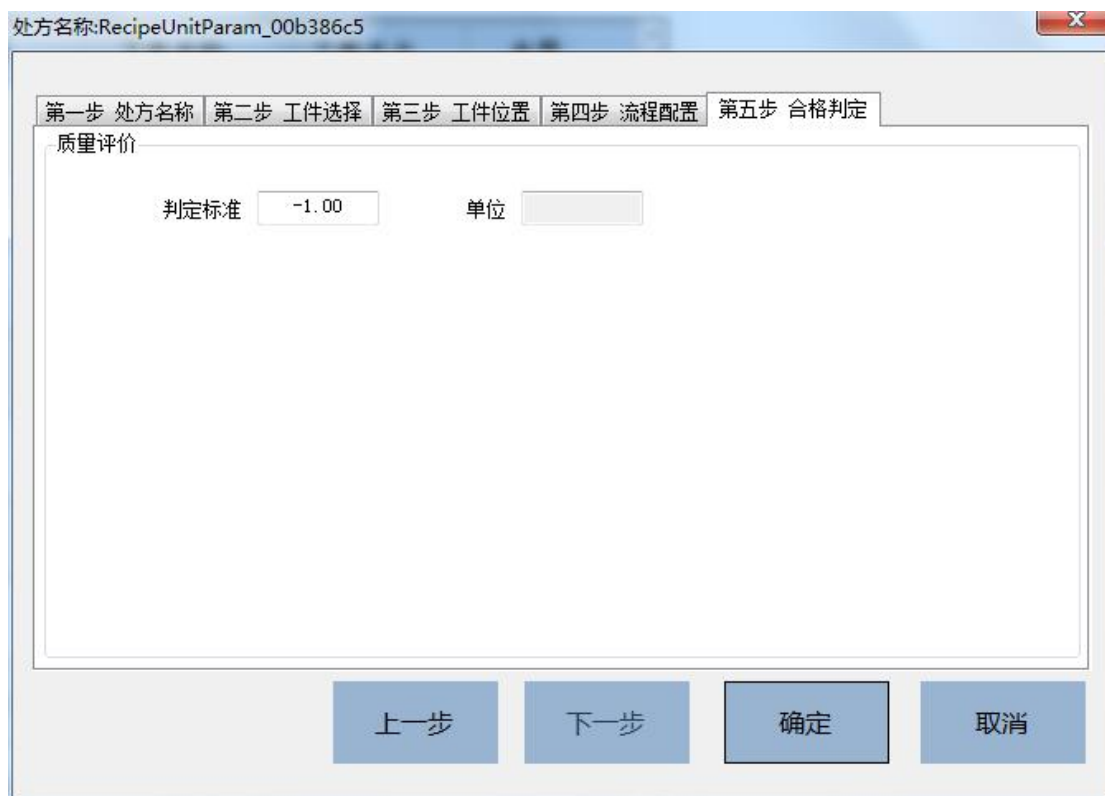 处方名称:RecipeUnitParam_00b386c5
第一步 处方名称 第二步 工件选择 第三步 工件位置 第四步 流程配置 第五步 合格判定
质量评价
判定标准 -1.00 单位
上一步 下一步 确定 取消